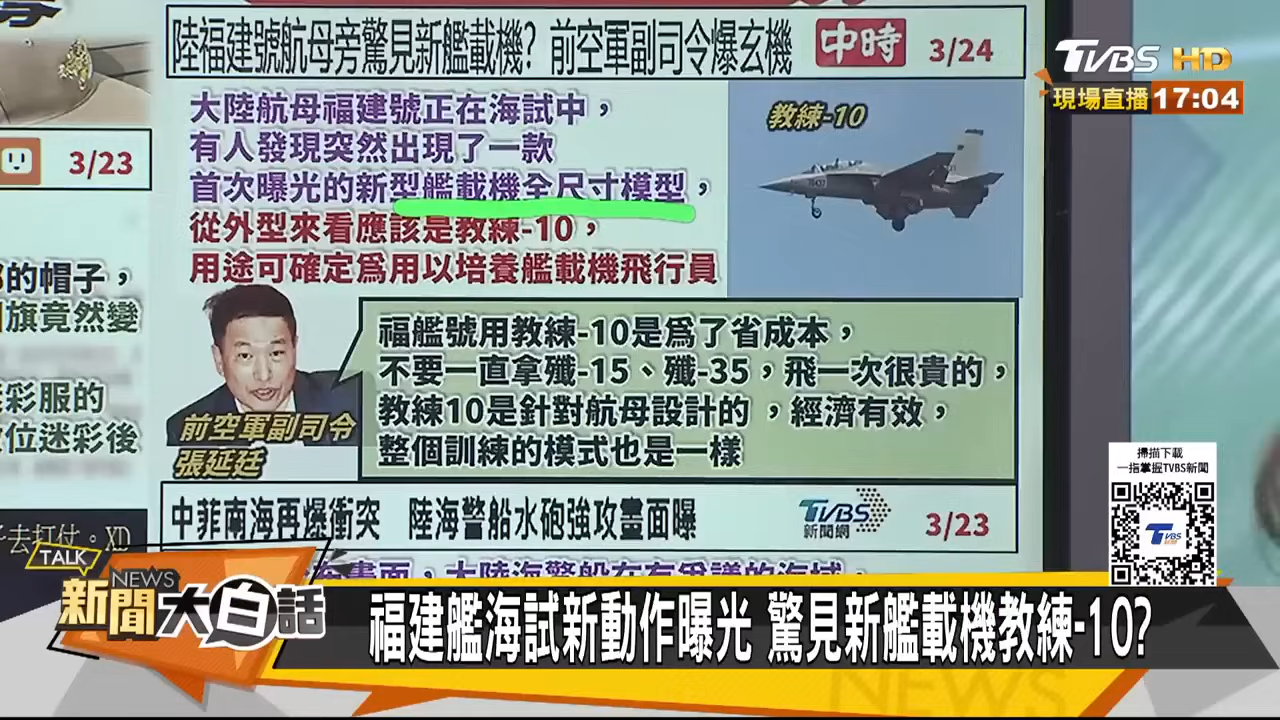 陸福建號航母旁驚見新艦載機? 前空軍副司令爆玄機
中時
3/24
大陸航母福建號正在海試中，
有人發現突然出現了一款
首次曝光的新型艦載機全尺寸模型，
從外型來看應該是教練-10，
用途可確定為用以培養艦載機飛行員
教練-10
福艦號用教練-10是為了省成本，
不要一直拿殲-15、殲-35，飛一次很貴的，
教練10是針對航母設計的，經濟有效，
整個訓練的模式也是一樣
前空軍副司令
張延廷
中菲南海再爆衝突 陸海警船水砲強攻畫面曝
TVBS
新聞網
3/23
3/23
的帽子，
旗竟然變
彩服的
位迷彩後
去打仗。XD
TVBS HD
現場直播 17:04
掃描下載
一指掌握TVBS新聞
TVBS
TALK
NEWS
新聞大白話
福建艦海試新動作曝光 驚見新艦載機教練-10?
NEWS